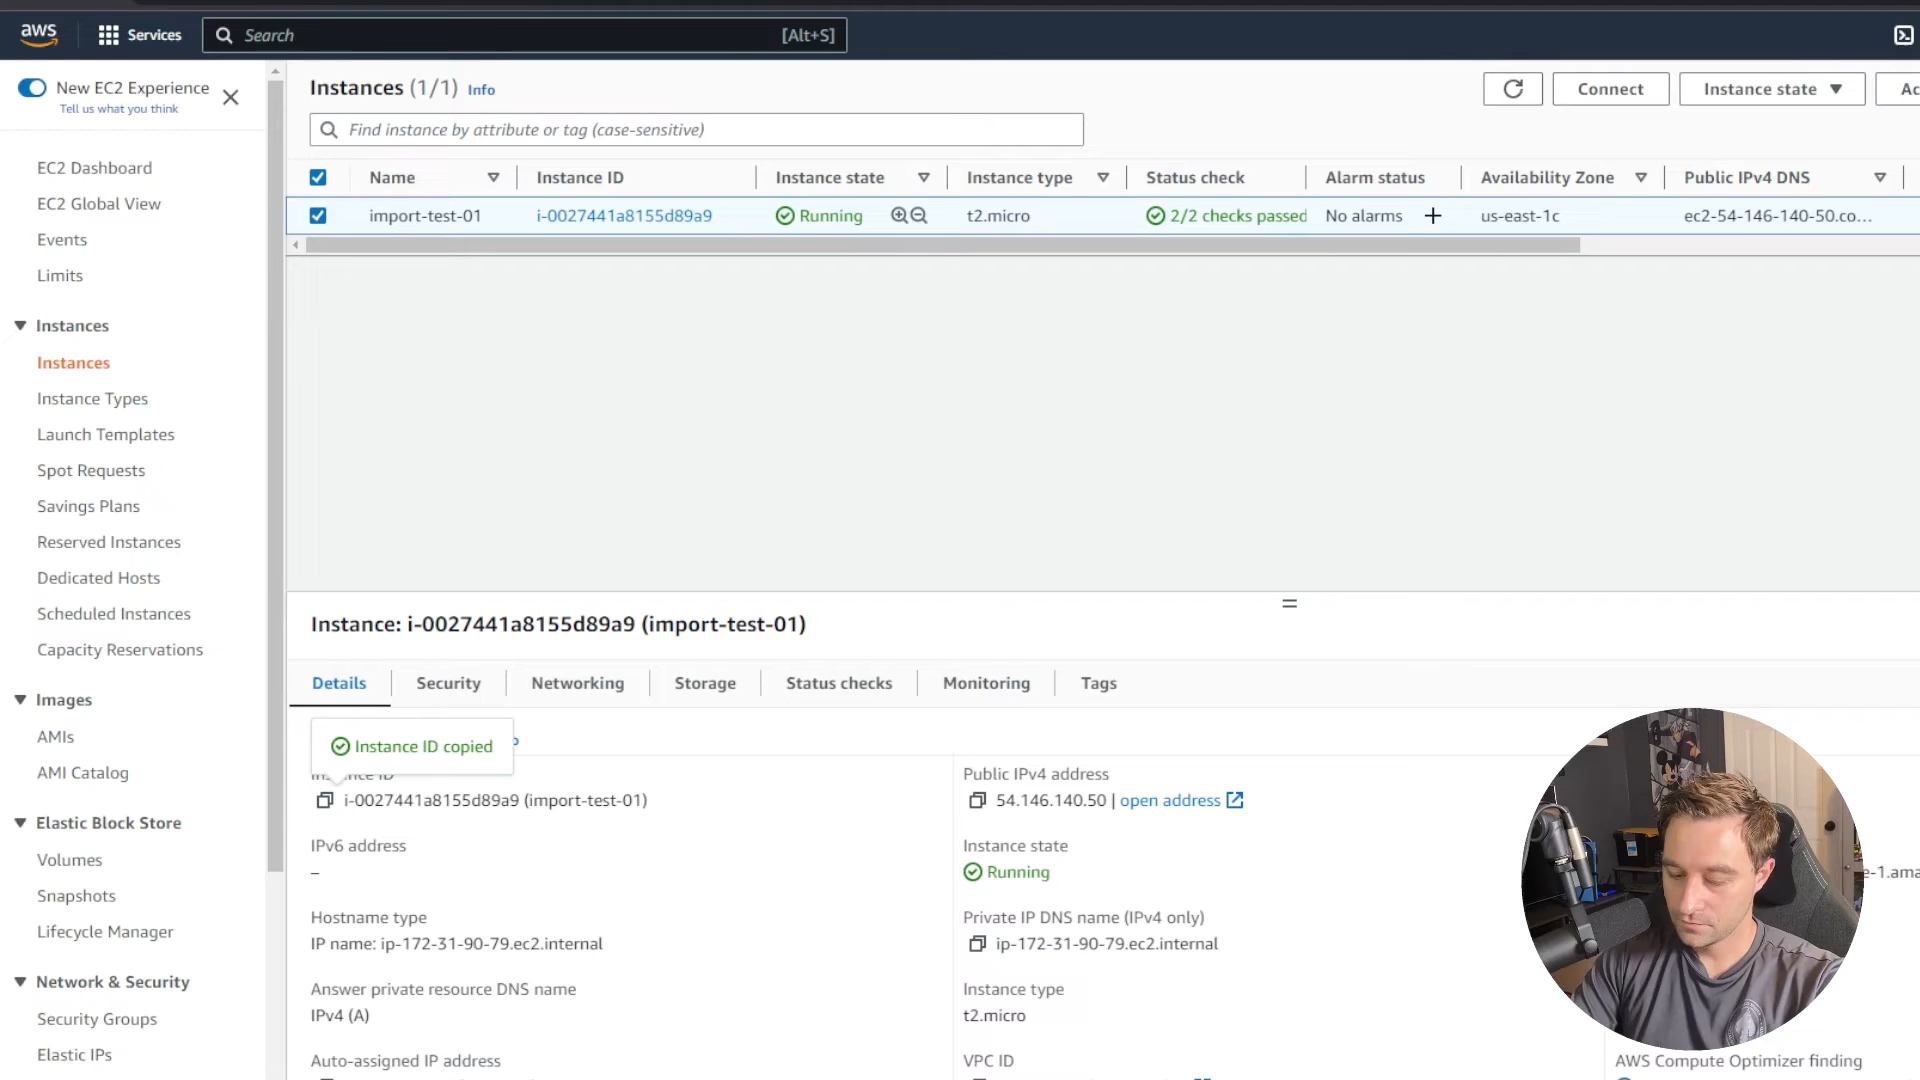 aws
Services
Search
[Alt+S]
New EC2 Experience
Tell us what you think
EC2 Dashboard
EC2 Global View
Events
Limits
Instances
Instances
Instance Types
Launch Templates
Spot Requests
Savings Plans
Reserved Instances
Dedicated Hosts
Scheduled Instances
Capacity Reservations
Images
AMIs
AMI Catalog
Elastic Block Store
Volumes
Snapshots
Lifecycle Manager
Network & Security
Security Groups
Elastic IPs
Instances (1/1) Info
Connect
Instance state
Ac
Find instance by attribute or tag (case-sensitive)
Name Instance ID Instance state Instance type Status check Alarm status Availability Zone Public IPv4 DNS
import-test-01 i-0027441a8155d89a9 Running t2.micro 2/2 checks passed No alarms + us-east-1c ec2-54-146-140-50.co...
Instance: i-0027441a8155d89a9 (import-test-01)
Details Security Networking Storage Status checks Monitoring Tags
Instance ID copied
i-0027441a8155d89a9 (import-test-01)
IPv6 address
–
Hostname type
IP name: ip-172-31-90-79.ec2.internal
Answer private resource DNS name
IPv4 (A)
Auto-assigned IP address
Public IPv4 address
54.146.140.50 | open address
Instance state
Running
Private IP DNS name (IPv4 only)
ip-172-31-90-79.ec2.internal
Instance type
t2.micro
VPC ID
e-1.ama
AWS Compute Optimizer finding